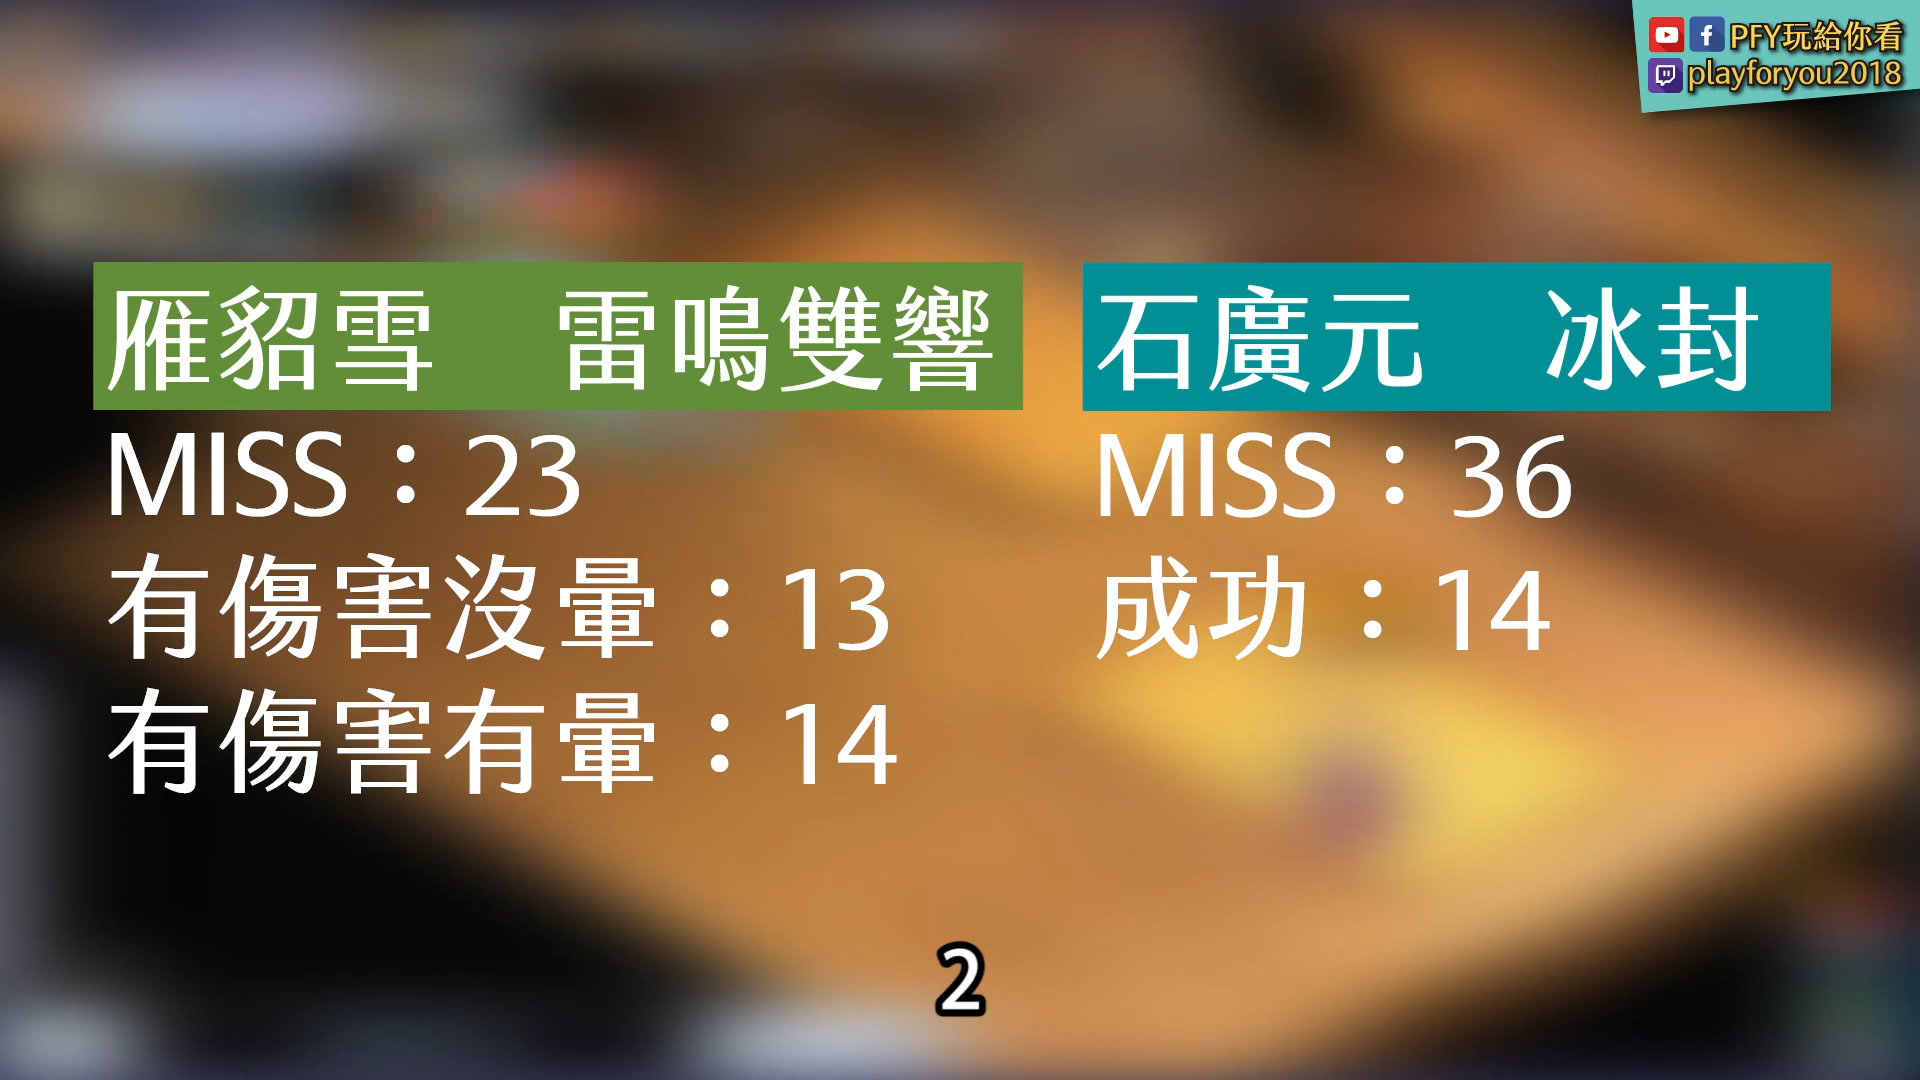 PFY玩給你看
playforyou2018
雁貂雪　雷鳴雙響
MISS：23
有傷害沒暈：13
有傷害有暈：14
石廣元　冰封
MISS：36
成功：14
2